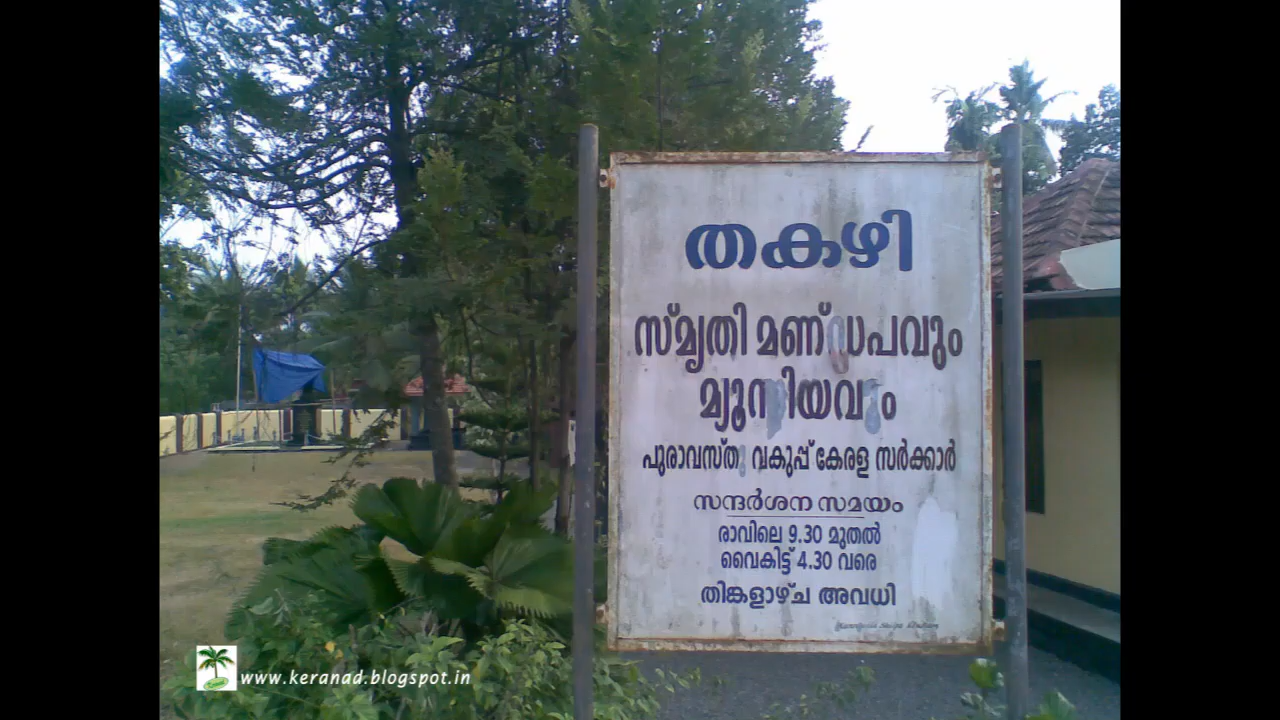 തകഴി
സ്മൃതി മണ്ഡപവും
മ്യൂസിയവും
പുരാവസ്തു വകുപ്പ് കേരള സർക്കാർ
സന്ദർശന സമയം
രാവിലെ 9.30 മുതൽ
വൈകിട്ട് 4.30 വരെ
തിങ്കളാഴ്ച അവധി
www.keranad.blogspot.in